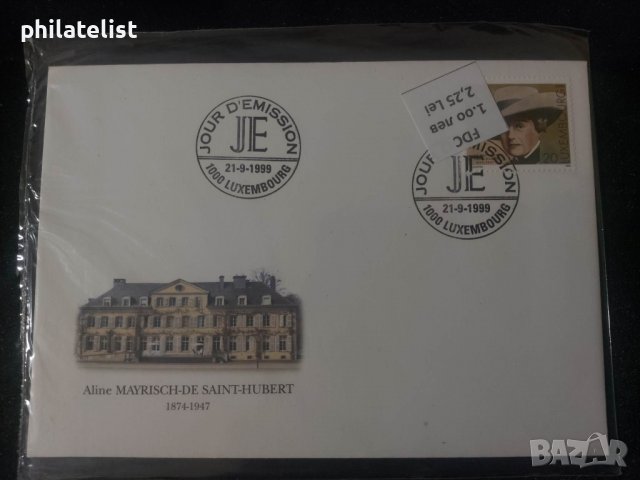 philatelist
JOUR D'EMISSION
JE
21-9-1999
1000 LUXEMBOURG
FDC
1.00 лев
2,25 Lei
20
JOUR D'EMISSION
JE
21-9-1999
1000 LUXEMBOURG
Aline MAYRISCH-DE SAINT-HUBERT
1874-1947
BAZAR